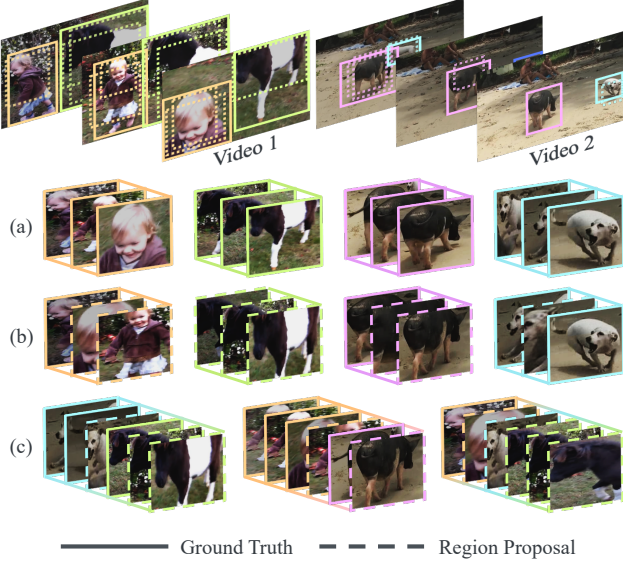 Video 1
Video 2
(a)
(b)
(c)
Ground Truth
Region Proposal